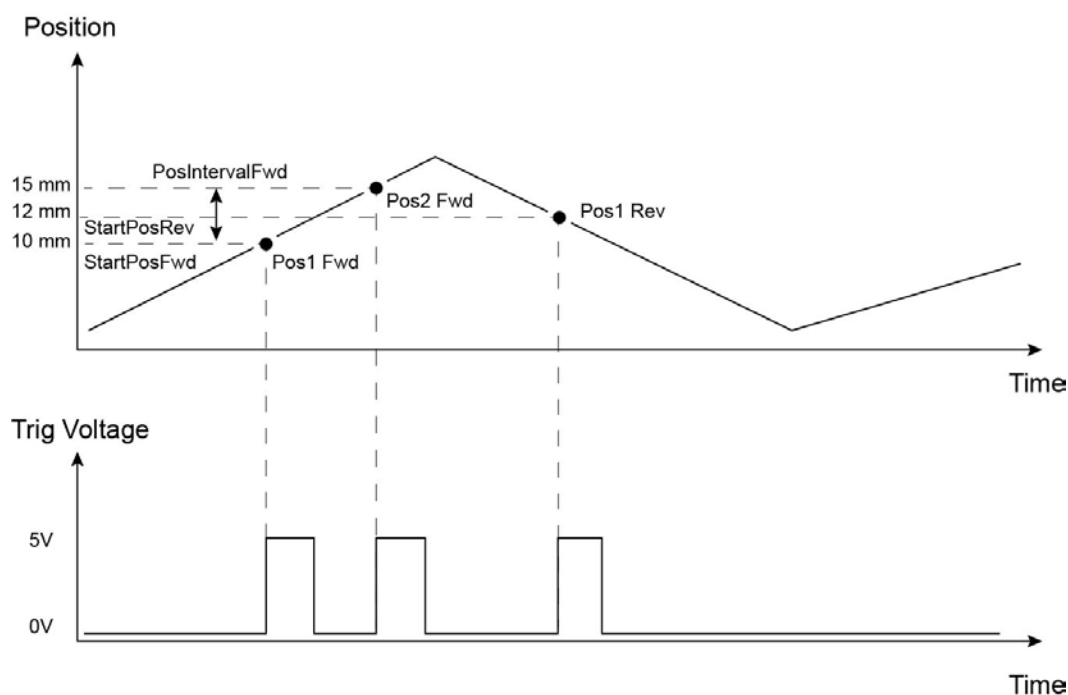 Position
15 mm
PosIntervalFwd
Pos2 Fwd
12 mm
Pos1 Rev
StartPosRev
10 mm
StartPosFwd
Pos1 Fwd
Time
Trig Voltage
5V
0V
Time